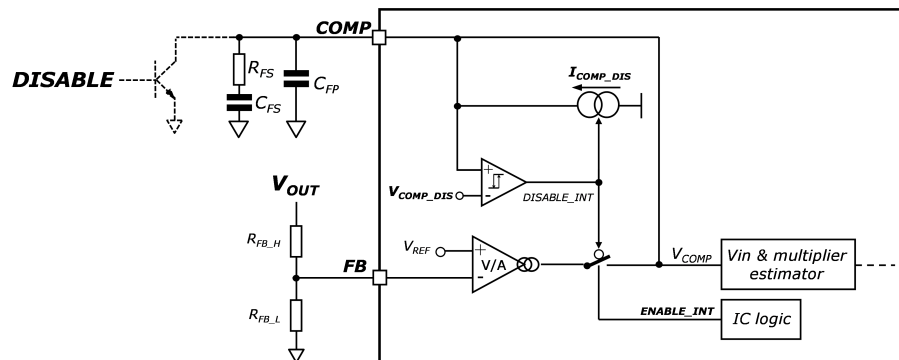 COMP
DISABLE
R_FS
C_FS
C_FP
I_COMP_DIS
+
-
V_COMP_DIS
DISABLE_INT
V_OUT
R_FB_H
FB
R_FB_L
V_REF
+
V/A
-
V_COMP
Vin & multiplier
estimator
ENABLE_INT
IC logic